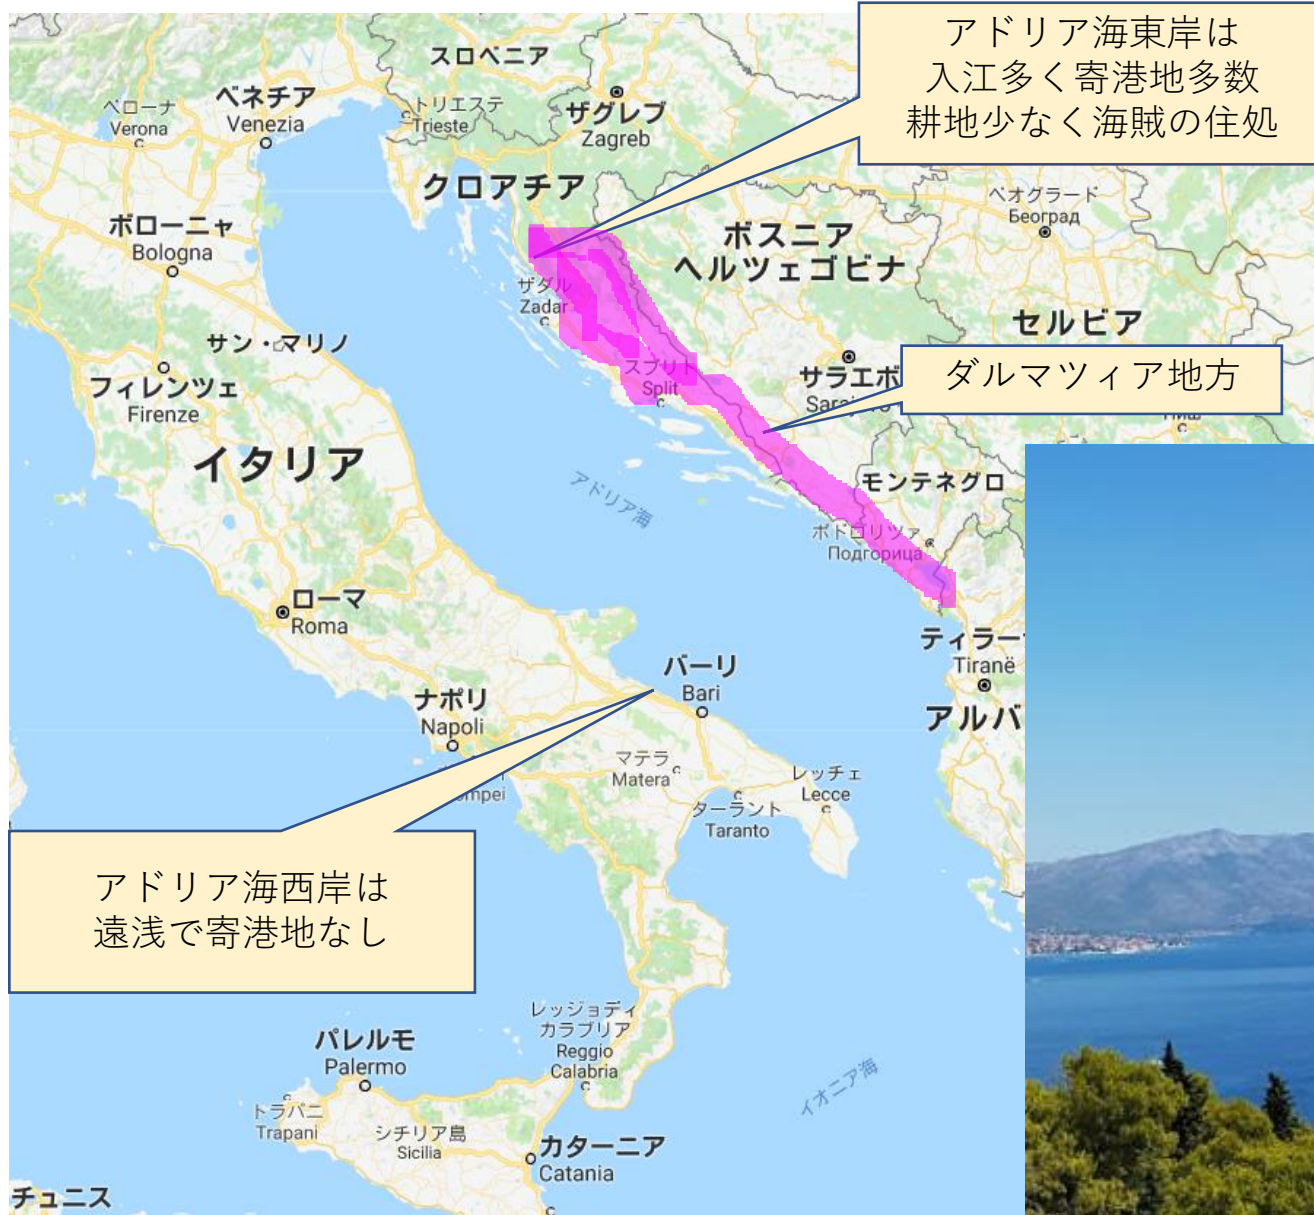 アドリア海東岸は
入江多く寄港地多数
耕地少なく海賊の住処
スロベニア
ベローナ
Verona
ベネチア
Venezia
トリエステ
Trieste
ザグレブ
Zagreb
クロアチア
ベオグラード
Београд
ボローニャ
Bologna
ボスニア
ヘルツェゴビナ
ザダル
Zadar
セルビア
サン・マリノ
フィレンツェ
Firenze
スプリト
Split
サラエボ
ダルマツィア地方
イタリア
アドリア海
モンテネグロ
ポドゴリツァ
Подгорица
ローマ
Roma
ティラー
Tiranë
バーリ
Bari
アルバ
ナポリ
Napoli
マテラ
Matera
レッチェ
Lecce
ターラント
Taranto
アドリア海西岸は
遠浅で寄港地なし
レッジョディ
カラブリア
Reggio
Calabria
パレルモ
Palermo
イオニア海
トラパニ
Trapani
シチリア島
Sicilia
カターニア
Catania
チュニス